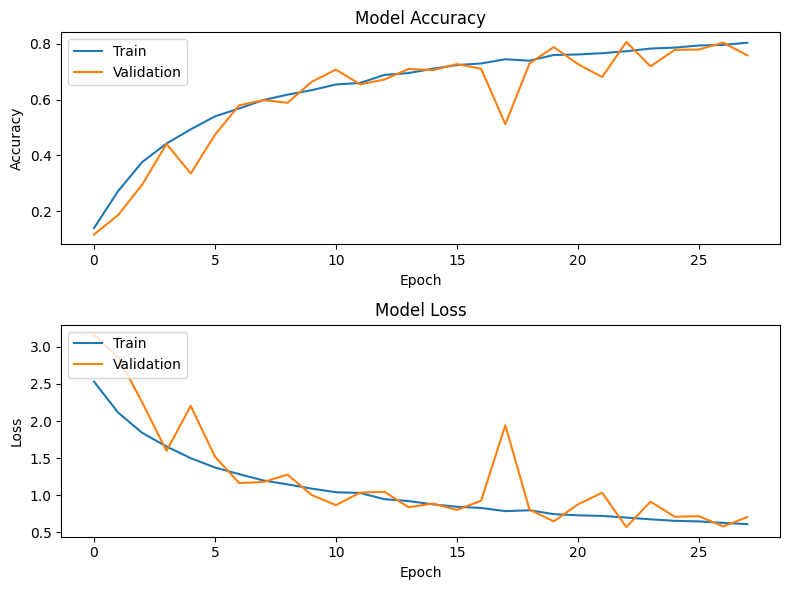 Model Accuracy
Train
Validation
0.8
0.6
0.4
0.2
Accuracy
0 5 10 15 20 25
Epoch
Model Loss
Train
Validation
3.0
2.5
2.0
1.5
1.0
0.5
Loss
0 5 10 15 20 25
Epoch